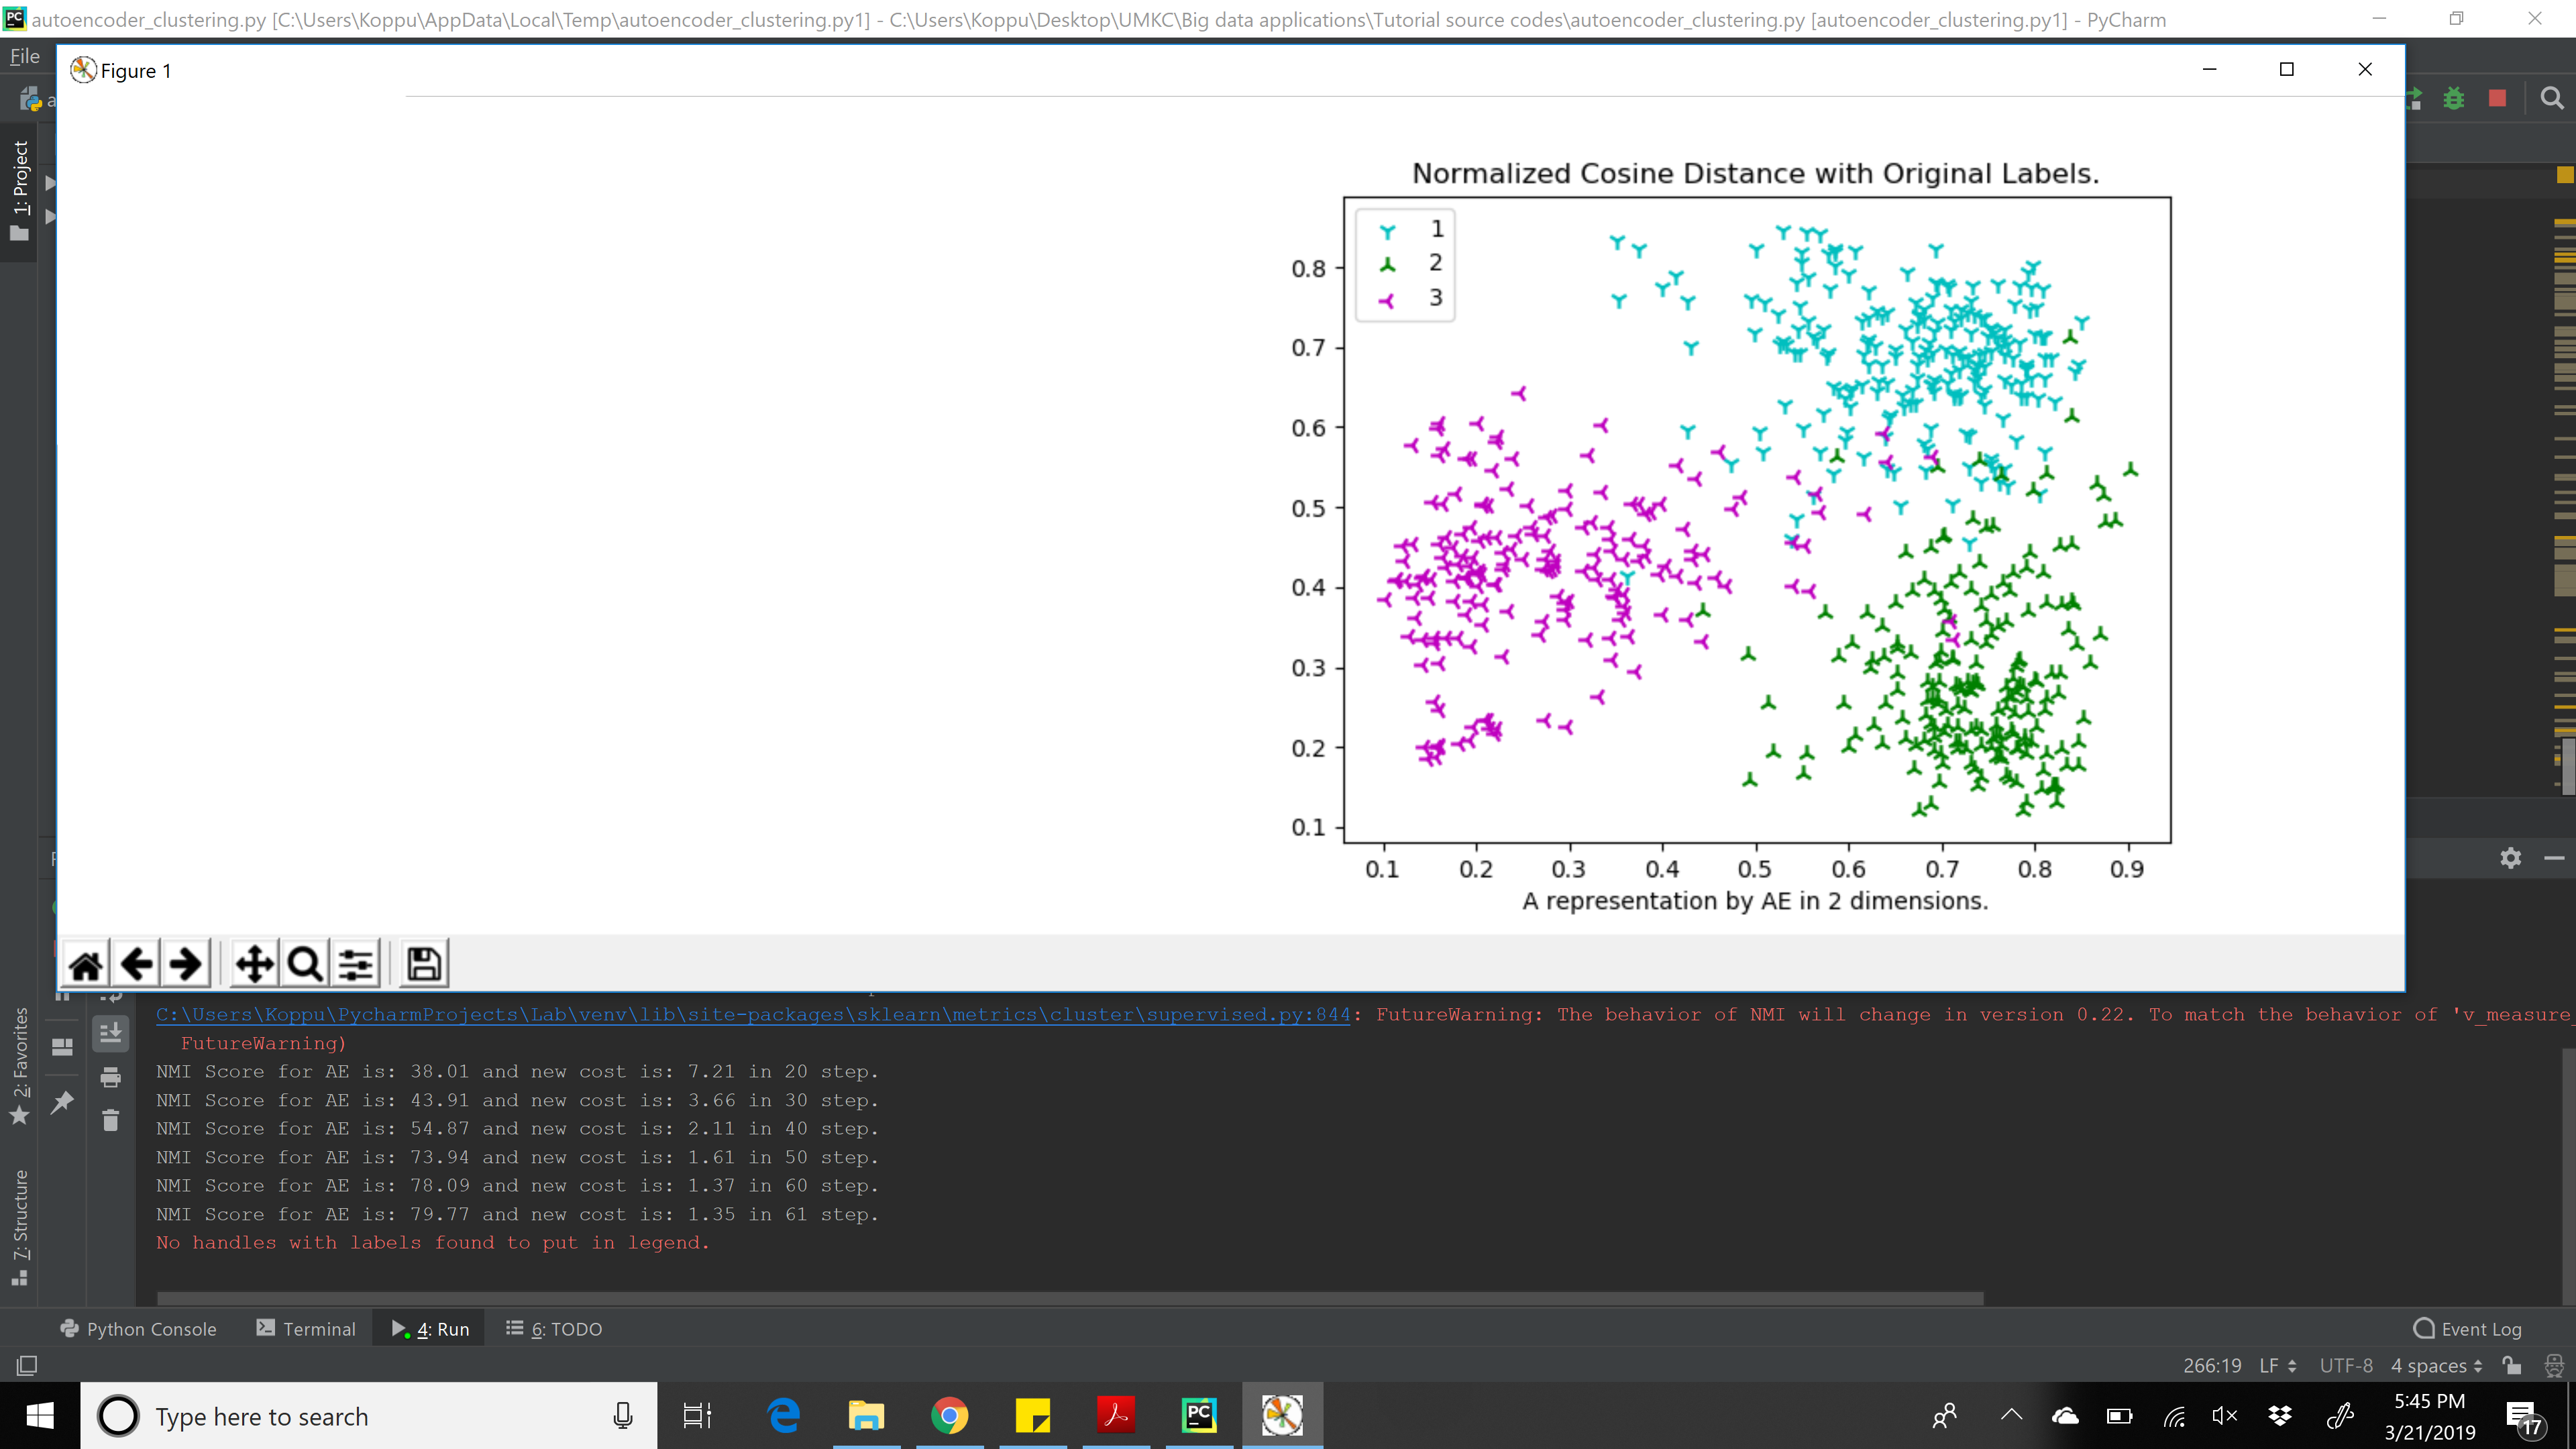 autoencoder_clustering.py [C:\Users\Koppu\AppData\Local\Temp\autoencoder_clustering.py1] - C:\Users\Koppu\Desktop\UMKC\Big data applications\Tutorial source codes\autoencoder_clustering.py [autoencoder_clustering.py1] - PyCharm
File
Figure 1
a
1: Project
Normalized Cosine Distance with Original Labels.
1
2
3
0.8
0.7
0.6
0.5
0.4
0.3
0.2
0.1
0.1 0.2 0.3 0.4 0.5 0.6 0.7 0.8 0.9
A representation by AE in 2 dimensions.
2: Favorites
7: Structure
C:\Users\Koppu\PycharmProjects\Lab\venv\lib\site-packages\sklearn\metrics\cluster\supervised.py:844: FutureWarning: The behavior of NMI will change in version 0.22. To match the behavior of 'v_measure_
FutureWarning)
NMI Score for AE is: 38.01 and new cost is: 7.21 in 20 step.
NMI Score for AE is: 43.91 and new cost is: 3.66 in 30 step.
NMI Score for AE is: 54.87 and new cost is: 2.11 in 40 step.
NMI Score for AE is: 73.94 and new cost is: 1.61 in 50 step.
NMI Score for AE is: 78.09 and new cost is: 1.37 in 60 step.
NMI Score for AE is: 79.77 and new cost is: 1.35 in 61 step.
No handles with labels found to put in legend.
Python Console Terminal 4: Run 6: TODO Event Log
266:19 LF UTF-8 4 spaces
Type here to search
PC
5:45 PM
3/21/2019
17